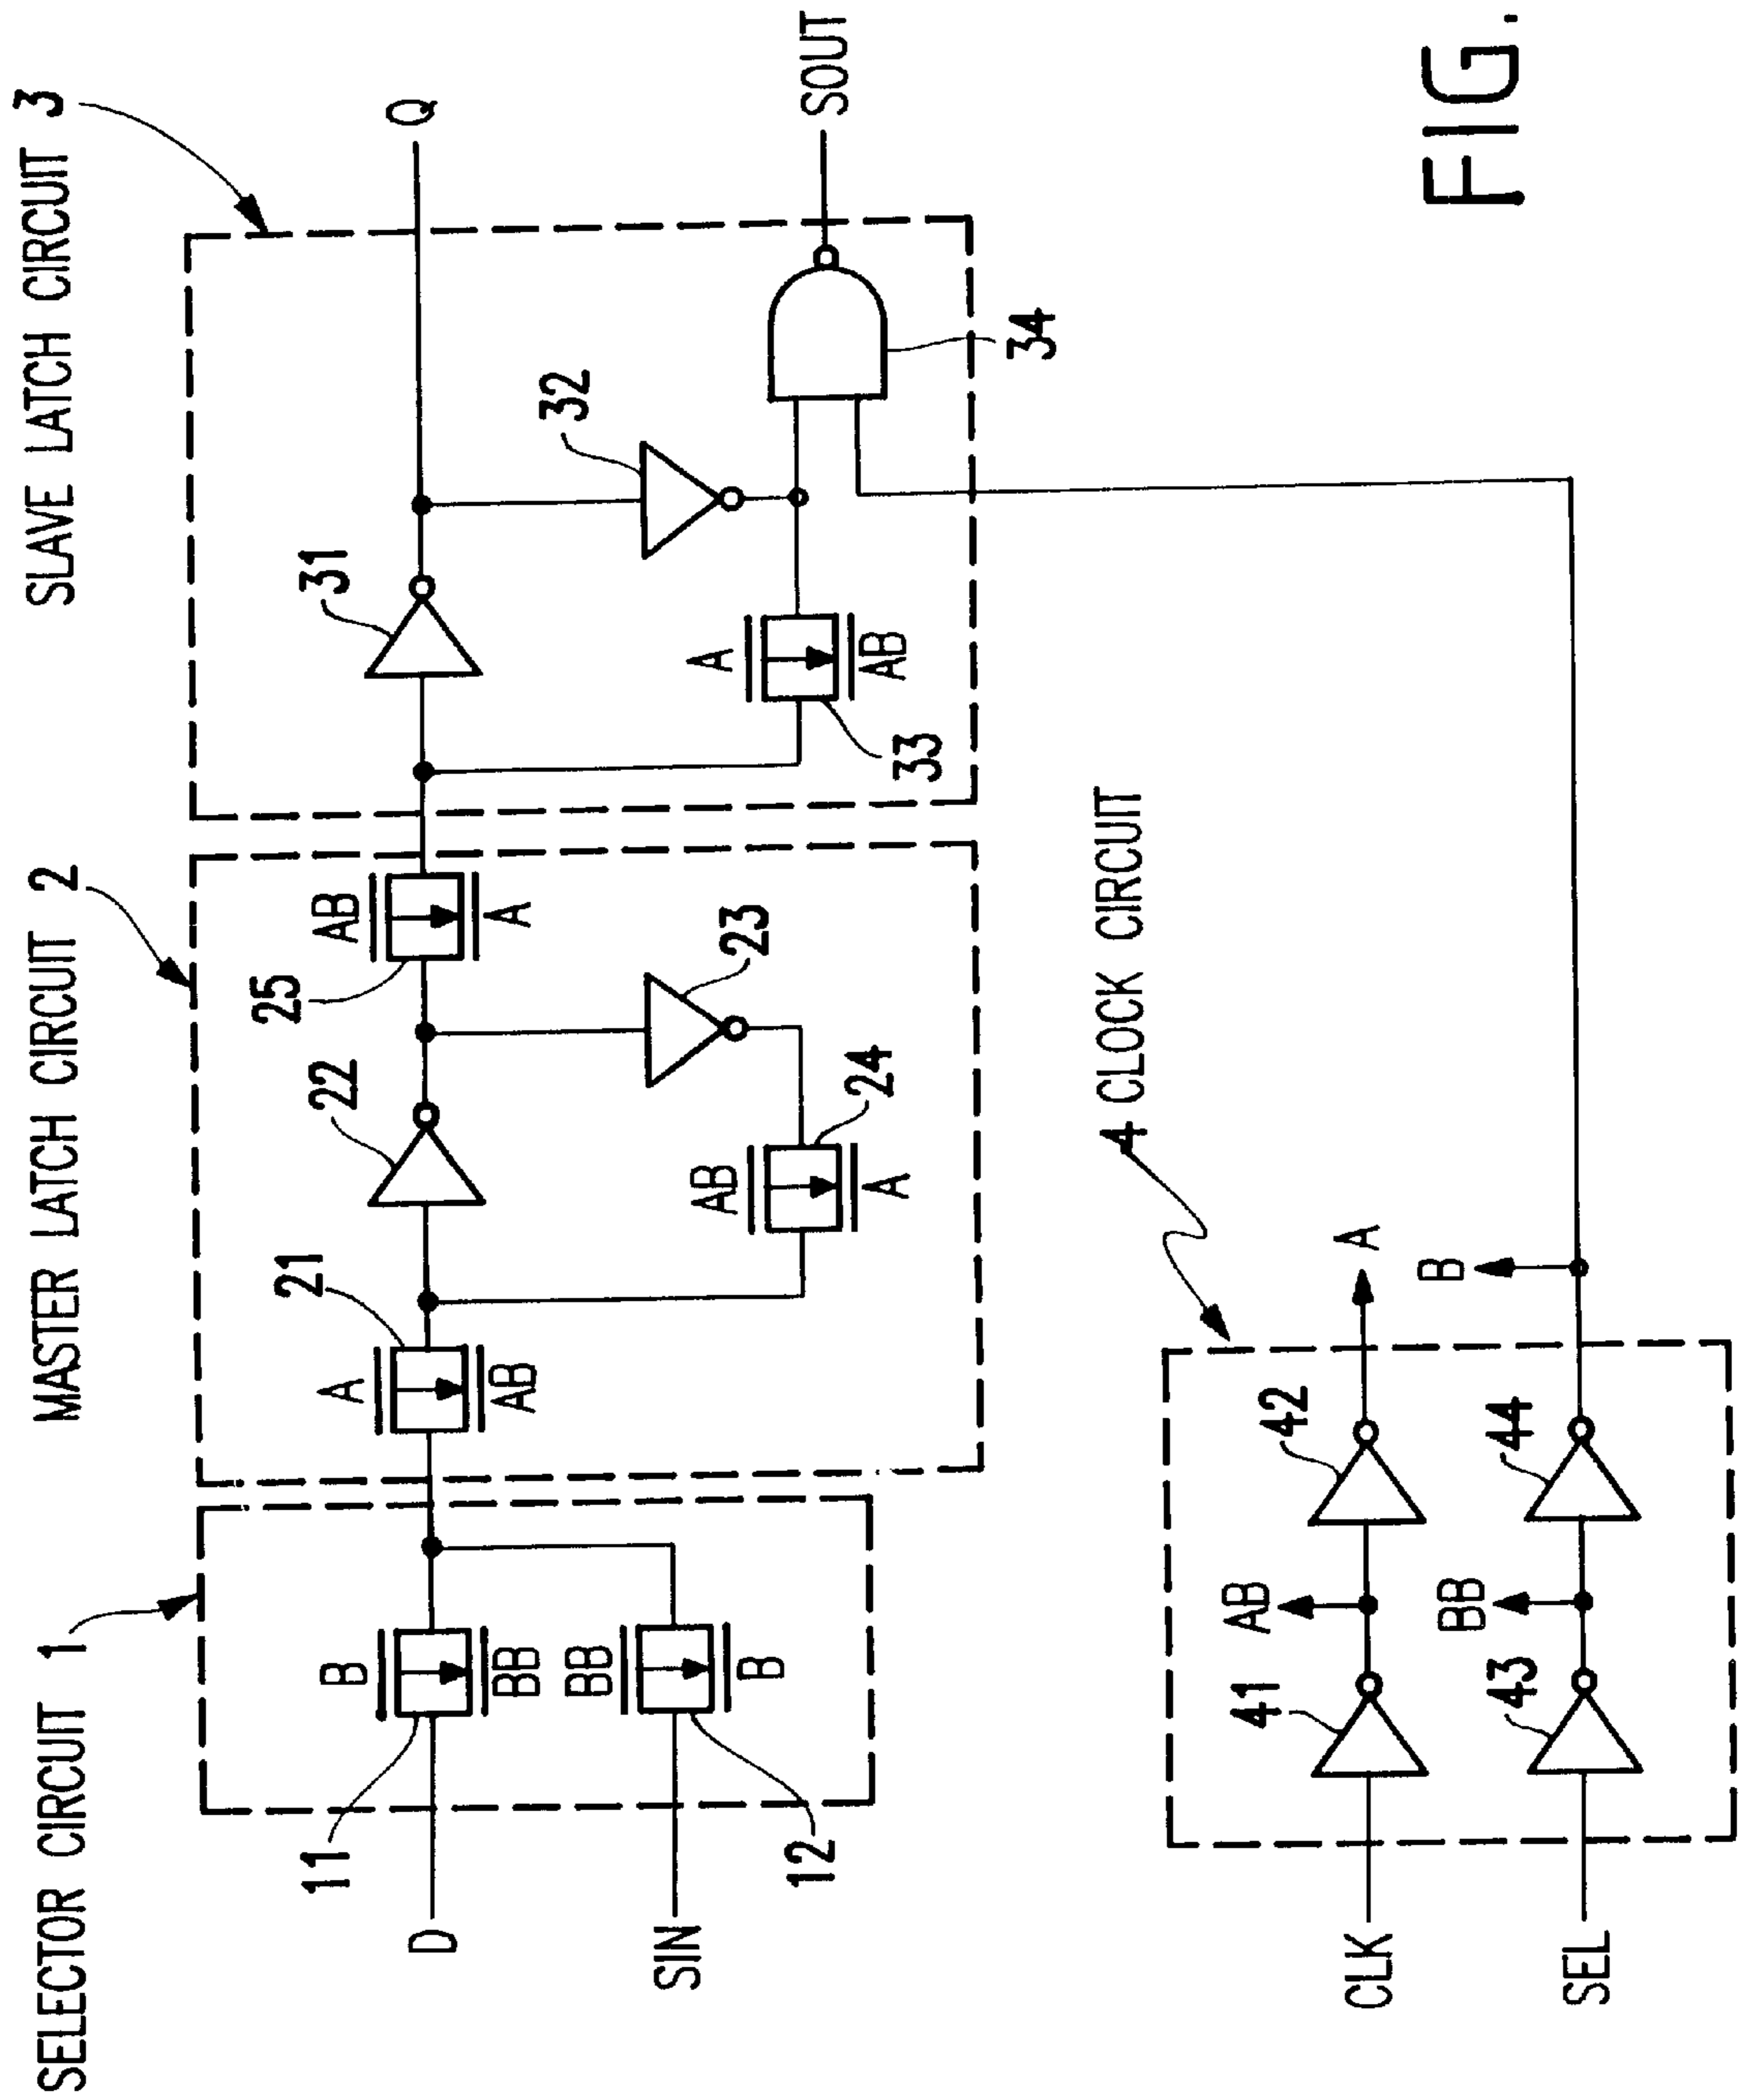 SELECTOR CIRCUIT 1
MASTER LATCH CIRCUIT 2
SLAVE LATCH CIRCUIT 3
D
SIN
11
B
BB
12
BB
B
21
A
AB
22
23
24
AB
A
25
AB
A
31
32
33
A
AB
34
Q
SOUT
4 CLOCK CIRCUIT
CLK
SEL
41
AB
42
A
43
BB
44
B
FIG.